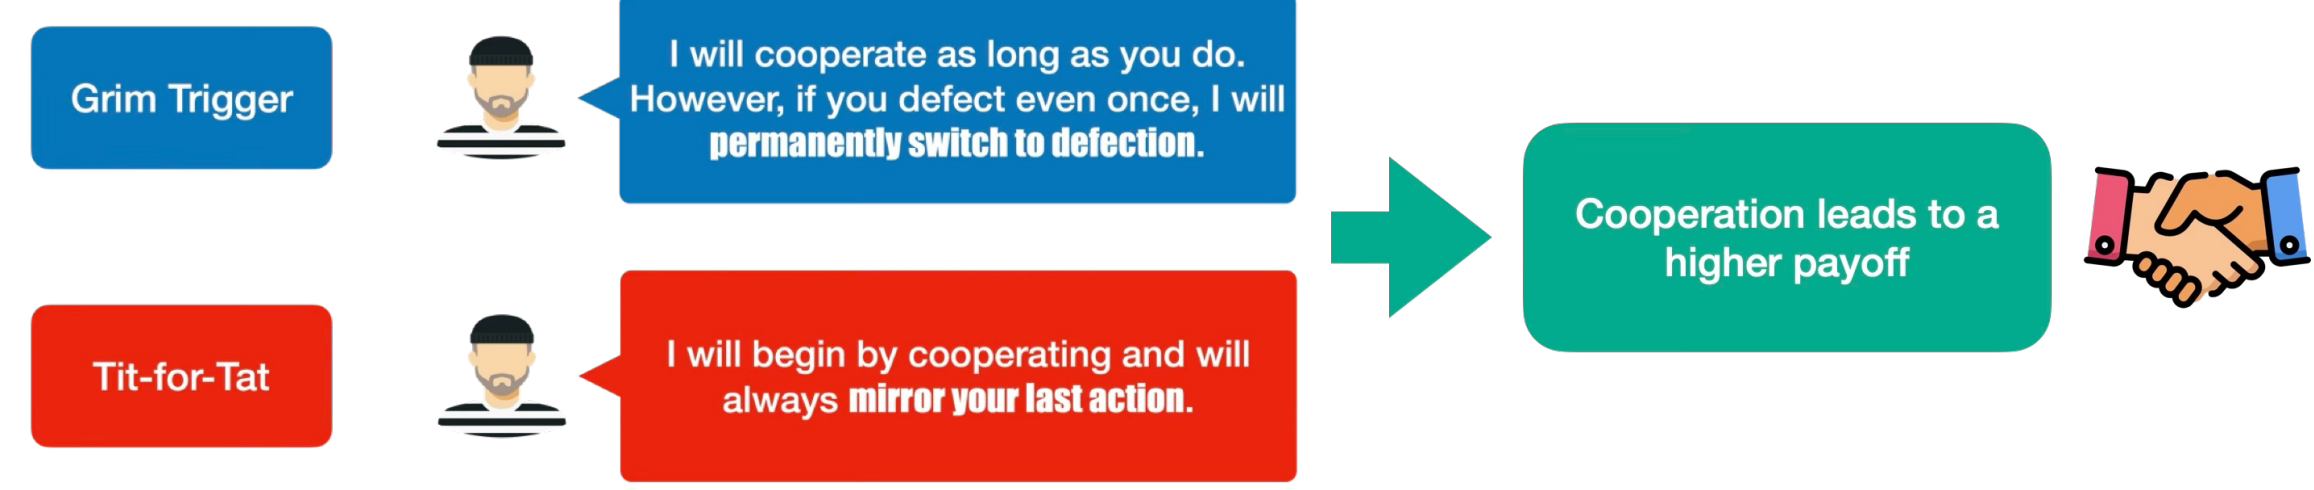 Grim Trigger
I will cooperate as long as you do.
However, if you defect even once, I will
permanently switch to defection.
Cooperation leads to a
higher payoff
Tit-for-Tat
I will begin by cooperating and will
always mirror your last action.